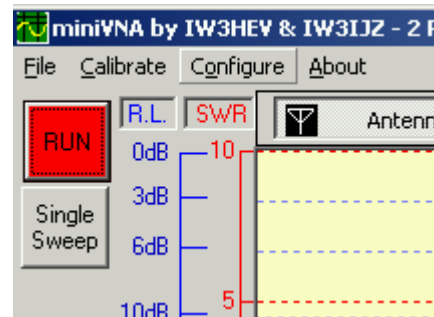 miniVNA by IW3HEV & IW3IJZ - 2
File Calibrate Configure About
RUN
R.L. SWR
Antenn
0dB 10
3dB
Single
Sweep
6dB
5
10dB